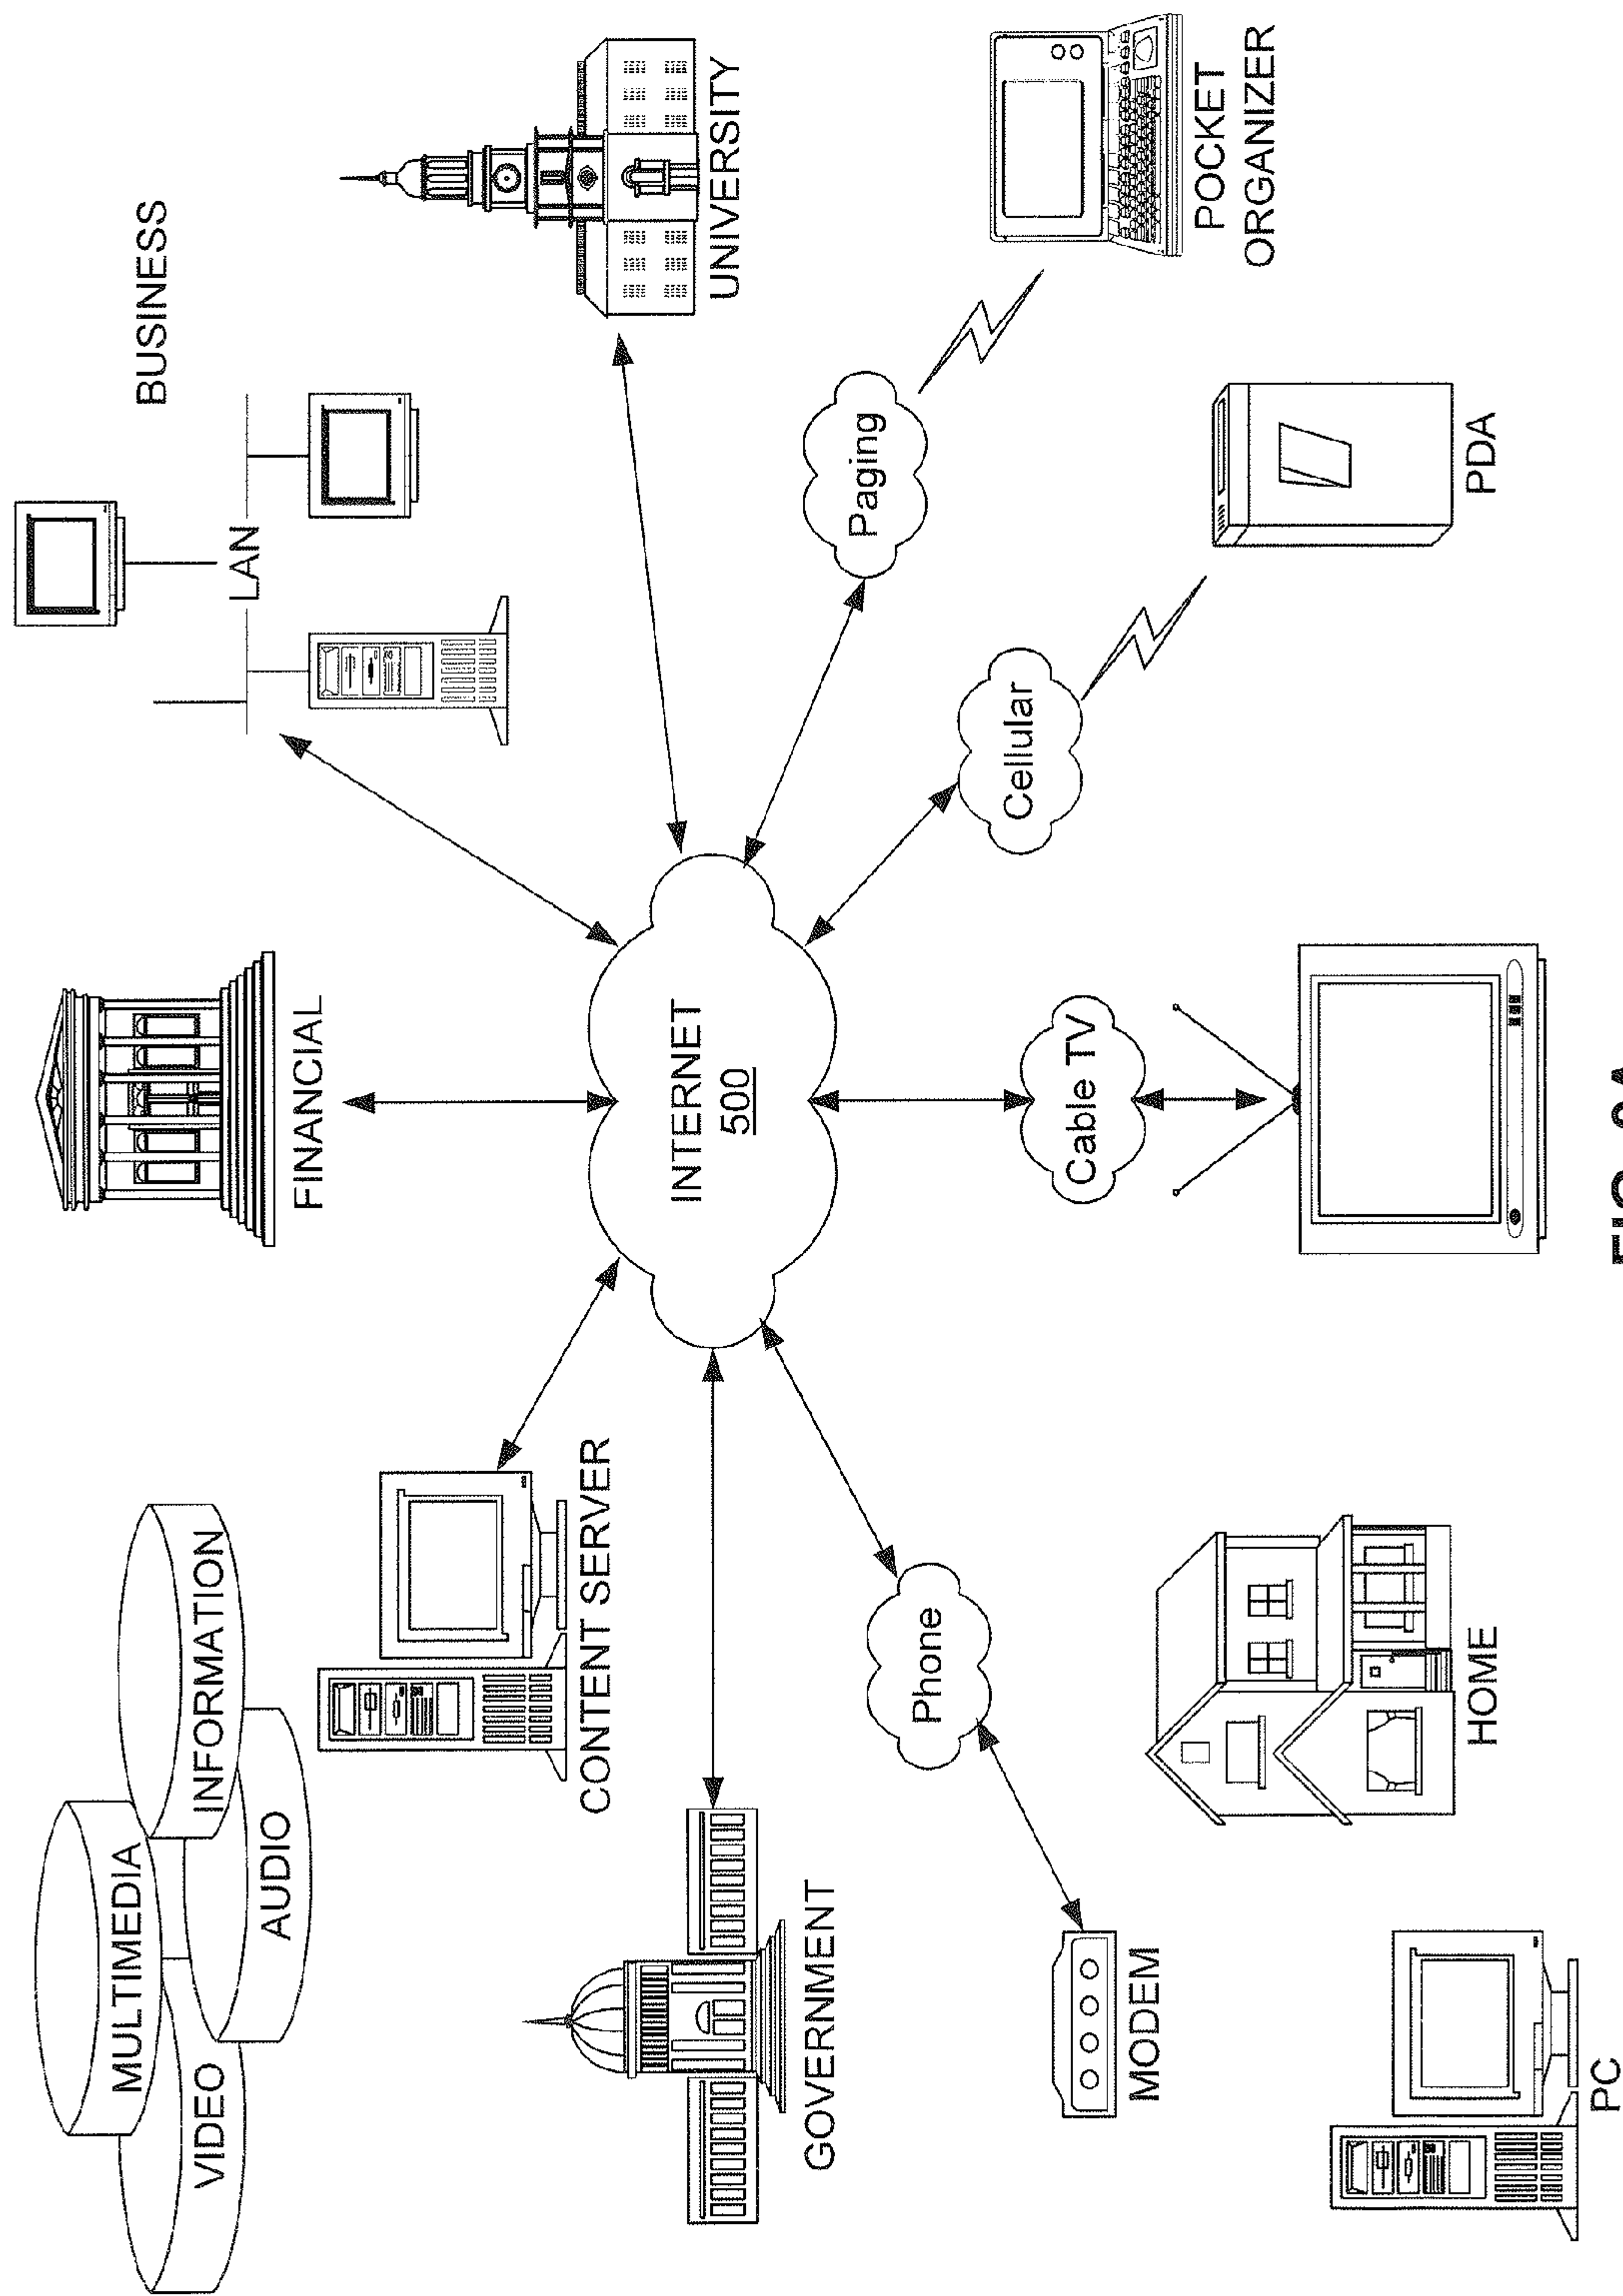 MULTIMEDIA
BUSINESS
VIDEO
INFORMATION
LAN
AUDIO
FINANCIAL
CONTENT SERVER
INTERNET
500
UNIVERSITY
GOVERNMENT
Paging
Phone
Cellular
Cable TV
MODEM
POCKET
ORGANIZER
HOME
PDA
PC
FIG.